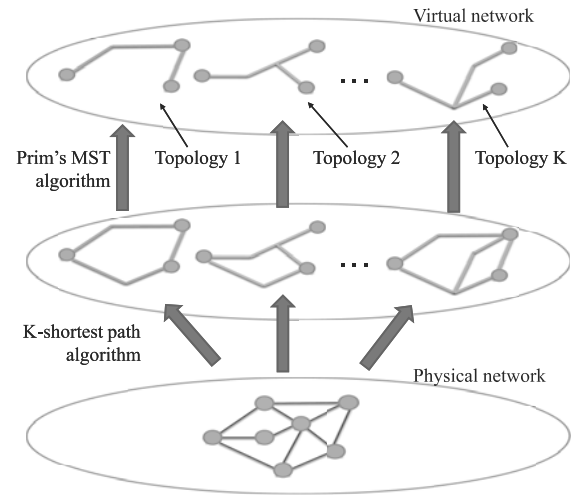 Virtual network
Prim's MST
algorithm
Topology 1
Topology 2
Topology K
...
...
K-shortest path
algorithm
Physical network